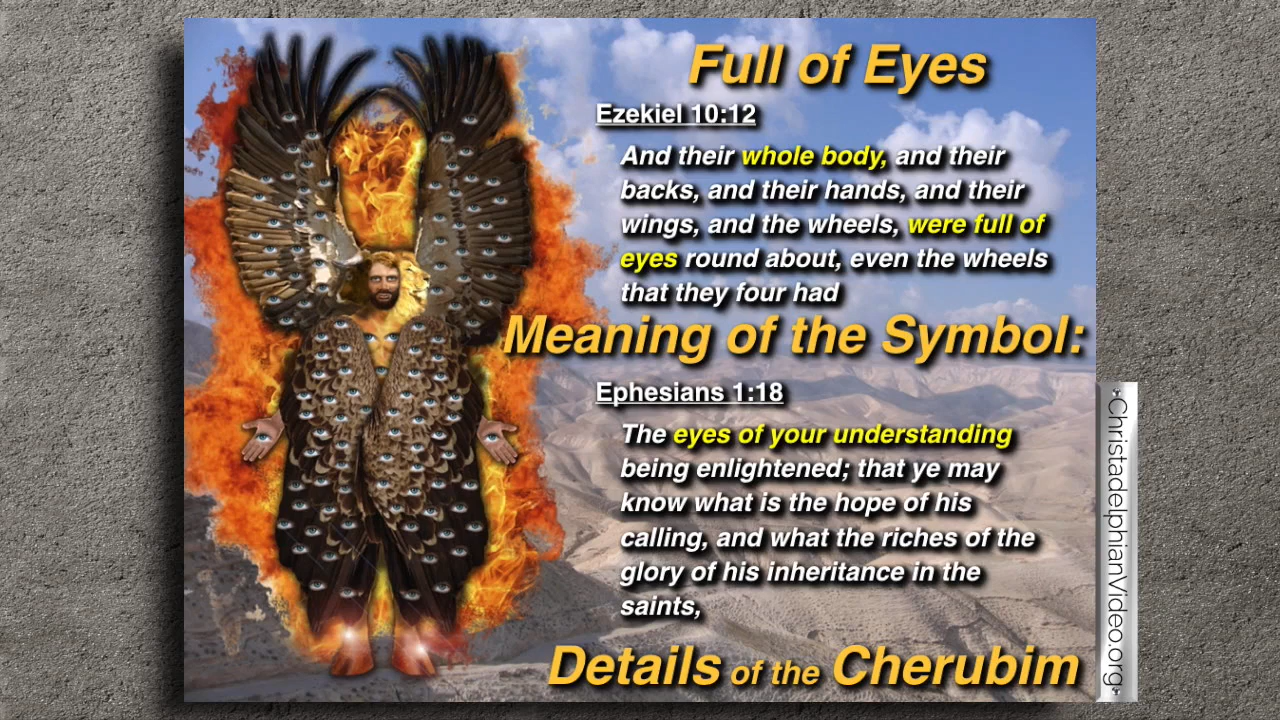 Full of Eyes
Ezekiel 10:12
And their whole body, and their
backs, and their hands, and their
wings, and the wheels, were full of
eyes round about, even the wheels
that they four had
Meaning of the Symbol:
Ephesians 1:18
The eyes of your understanding
being enlightened; that ye may
know what is the hope of his
calling, and what the riches of the
glory of his inheritance in the
saints,
Details of the Cherubim
ChristadelphianVideo.org